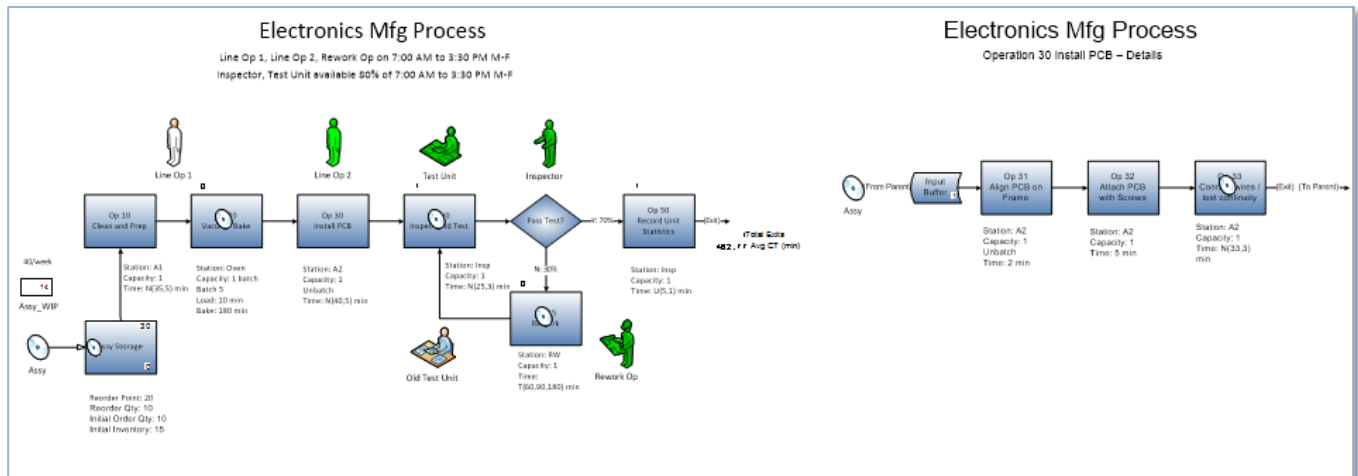 Electronics Mfg Process
Line Op 1, Line Op 2, Rework Op on 7:00 AM to 3:30 PM M-F
Inspector, Test Unit available 80% of 7:00 AM to 3:30 PM M-F
Line Op 1
Line Op 2
Test Unit
Inspector
Op 10
Clean and Prep
Op 30
Install PCB
Pass Test?
Y: 70%
Op 50
Record Unit
Statistics
(Exit)
Total Exits
Avg CT (min)
N: 30%
40/week
14
Assy_WIP
Assy
Storage
20
Station: A1
Capacity: 1
Time: N(35,5) min
Station: Oven
Capacity: 1 batch
Batch 5
Load: 10 min
Bake: 180 min
Station: A2
Capacity: 1
Unbatch
Time: N(40,5) min
Station: Insp
Capacity: 1
Time: N(25,3) min
Station: Insp
Capacity: 1
Time: U(5,1) min
Old Test Unit
Station: RW
Capacity: 1
Time:
T(60,90,180) min
Rework Op
Reorder Point: 20
Reorder Qty: 10
Initial Order Qty: 10
Initial Inventory: 15
Electronics Mfg Process
Operation 30 Install PCB – Details
Assy
From Parent
Input
Buffer
Op 31
Align PCB on
Frame
Op 32
Attach PCB
with Screws
test continuity
(Exit) (To Parent)
Station: A2
Capacity: 1
Unbatch
Time: 2 min
Station: A2
Capacity: 1
Time: 5 min
Station: A2
Capacity: 1
Time: N(33,3)
min